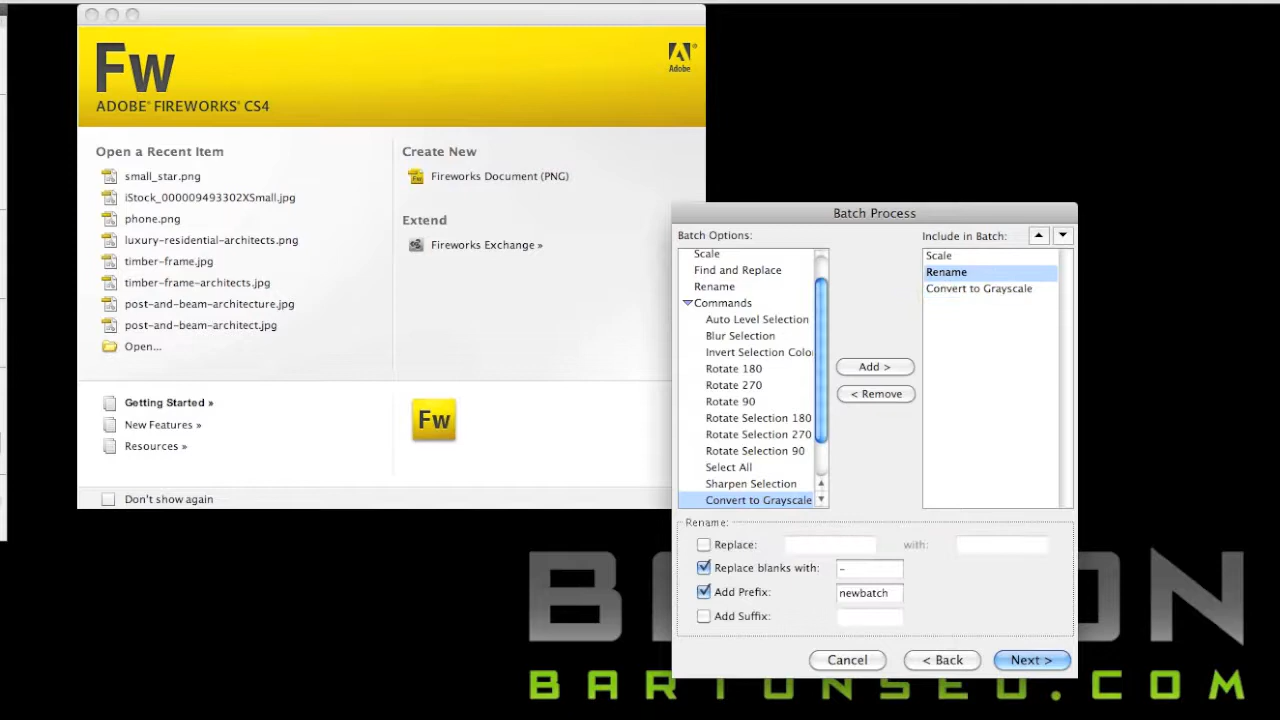 Fw
ADOBE® FIREWORKS® CS4
Adobe
Open a Recent Item
small_star.png
iStock_000009493302XSmall.jpg
phone.png
luxury-residential-architects.png
timber-frame.jpg
timber-frame-architects.jpg
post-and-beam-architecture.jpg
post-and-beam-architect.jpg
Open...
Create New
Fireworks Document (PNG)
Extend
Fireworks Exchange »
Getting Started »
New Features »
Resources »
Fw
Don't show again
Batch Process
Batch Options:
Scale
Find and Replace
Rename
Commands
Auto Level Selection
Blur Selection
Invert Selection Colo
Rotate 180
Rotate 270
Rotate 90
Rotate Selection 180
Rotate Selection 270
Rotate Selection 90
Select All
Sharpen Selection
Convert to Grayscale
Add >
< Remove
Include in Batch:
Scale
Rename
Convert to Grayscale
Rename:
Replace: with:
Replace blanks with: -
Add Prefix: newbatch
Add Suffix:
Cancel < Back Next >
BARTONSEO.COM